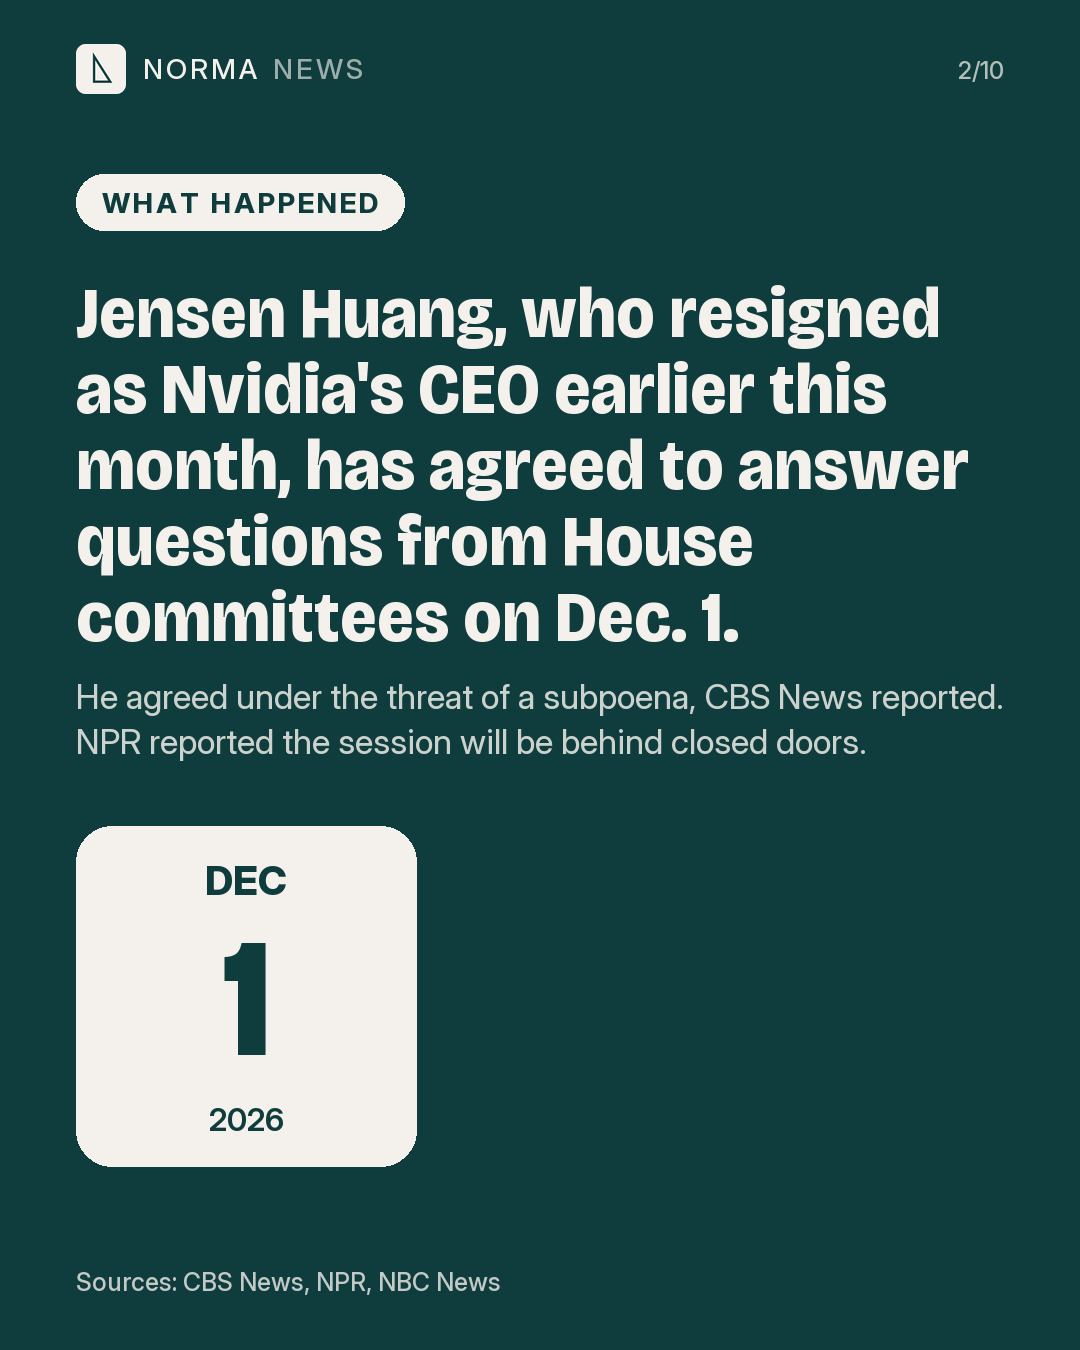 NORMA NEWS
2/10
WHAT HAPPENED
Jensen Huang, who resigned
as Nvidia's CEO earlier this
month, has agreed to answer
questions from House
committees on Dec. 1.
He agreed under the threat of a subpoena, CBS News reported.
NPR reported the session will be behind closed doors.
DEC
1
2026
Sources: CBS News, NPR, NBC News